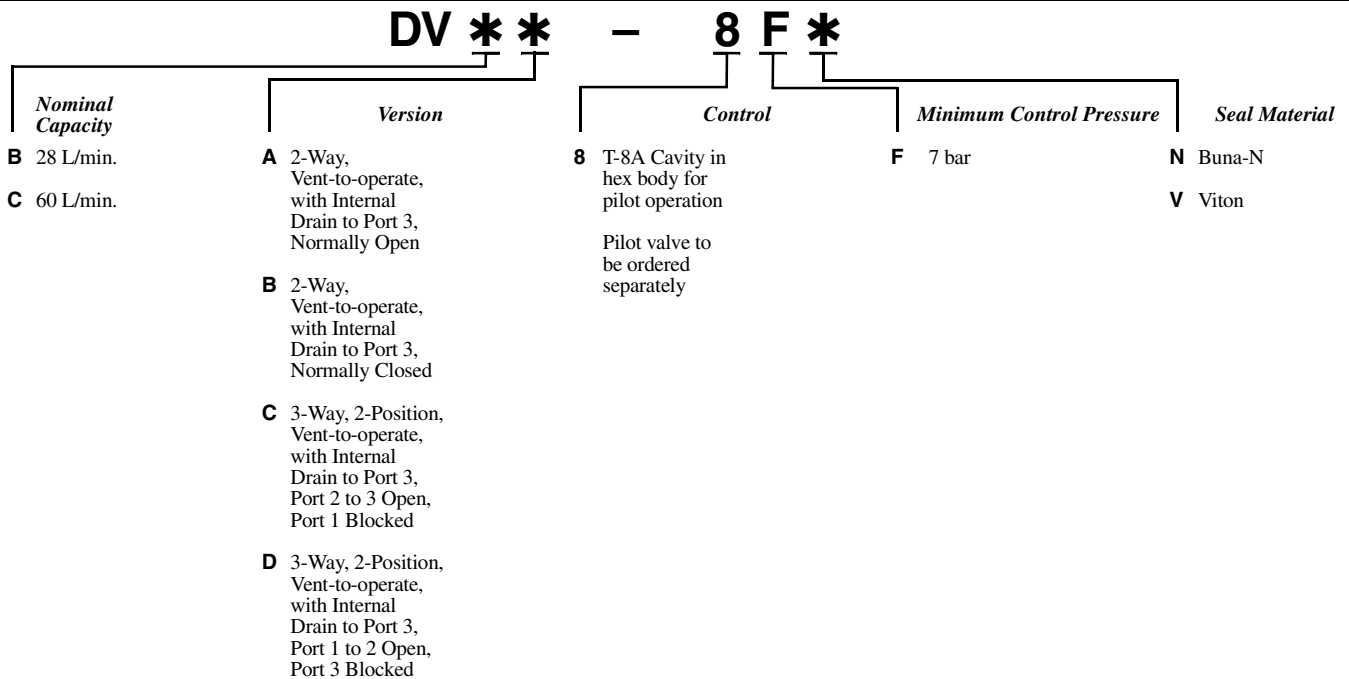 DV ✱ ✱ – 8 F ✱
Nominal
Capacity
B 28 L/min.
C 60 L/min.
Version
A 2-Way,
Vent-to-operate,
with Internal
Drain to Port 3,
Normally Open
B 2-Way,
Vent-to-operate,
with Internal
Drain to Port 3,
Normally Closed
C 3-Way, 2-Position,
Vent-to-operate,
with Internal
Drain to Port 3,
Port 2 to 3 Open,
Port 1 Blocked
D 3-Way, 2-Position,
Vent-to-operate,
with Internal
Drain to Port 3,
Port 1 to 2 Open,
Port 3 Blocked
Control
8 T-8A Cavity in
hex body for
pilot operation
Pilot valve to
be ordered
separately
Minimum Control Pressure
F 7 bar
Seal Material
N Buna-N
V Viton